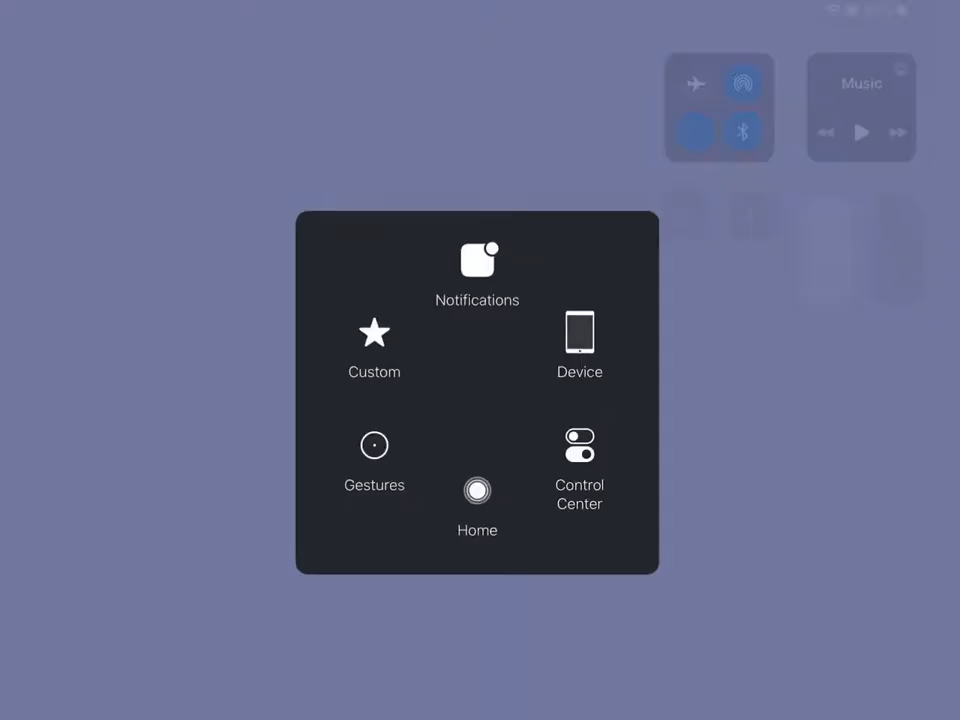 Music
Notifications
Custom
Device
Gestures
Control
Center
Home